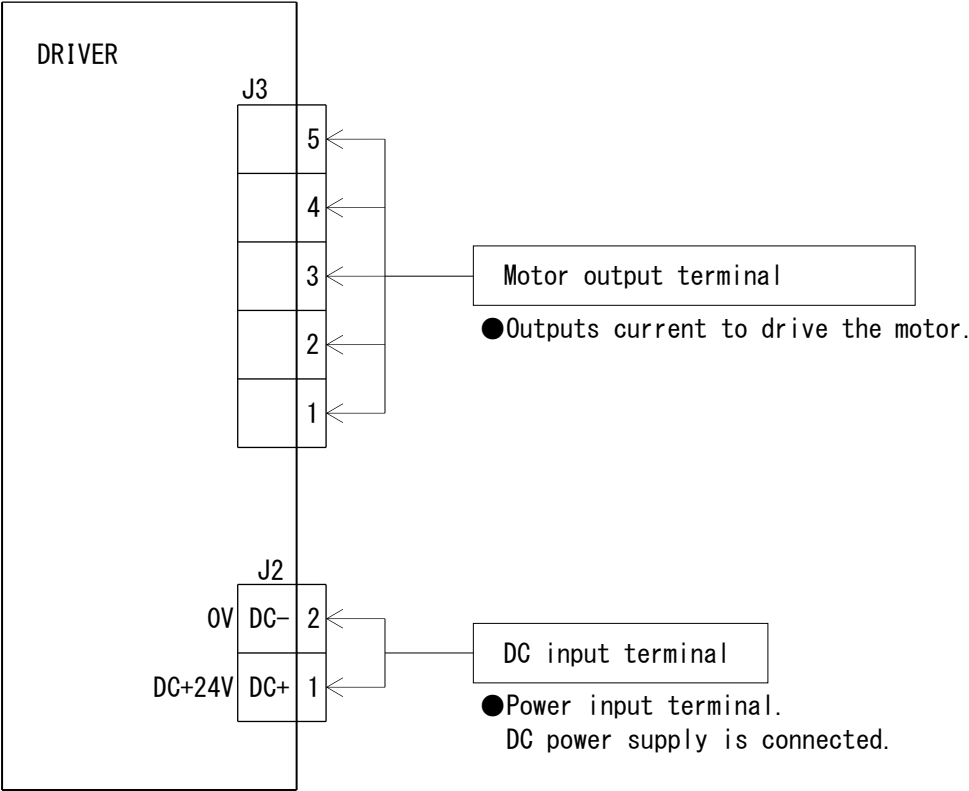 DRIVER
J3
5
4
3
2
1
Motor output terminal
●Outputs current to drive the motor.
J2
0V DC- 2
DC+24V DC+ 1
DC input terminal
●Power input terminal.
DC power supply is connected.